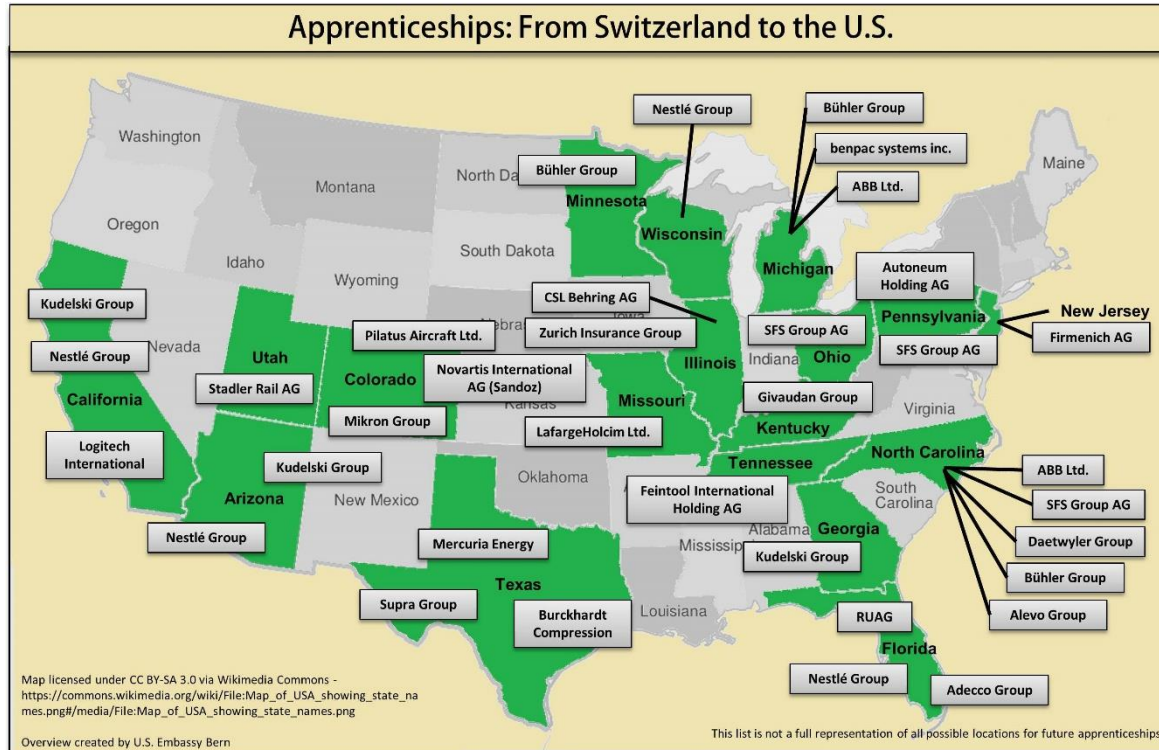 Apprenticeships: From Switzerland to the U.S.
Washington
Montana
North Da
Minnesota
Oregon
Idaho
Wyoming
South Dakota
Wisconsin
Michigan
Maine
Nestlé Group
Bühler Group
benpac systems inc.
ABB Ltd.
Bühler Group
Autoneum
Holding AG
Pennsylvania
New Jersey
Firmenich AG
SFS Group AG
CSL Behring AG
Zurich Insurance Group
SFS Group AG
Ohio
Indiana
Illinois
Kudelski Group
Nestlé Group
California
Logitech
International
Nevada
Utah
Stadler Rail AG
Pilatus Aircraft Ltd.
Colorado
Novartis International
AG (Sandoz)
Mikron Group
Missouri
LafargeHolcim Ltd.
Givaudan Group
Kentucky
Virginia
Kudelski Group
Arizona
Nestlé Group
New Mexico
Oklahoma
Tennessee
North Carolina
South
Carolina
Feintool International
Holding AG
Alabama
Mississip
Georgia
Kudelski Group
ABB Ltd.
SFS Group AG
Daetwyler Group
Bühler Group
Alevo Group
Mercuria Energy
Texas
Supra Group
Burckhardt
Compression
Louisiana
RUAG
Florida
Nestlé Group
Adecco Group
Map licensed under CC BY-SA 3.0 via Wikimedia Commons -
https://commons.wikimedia.org/wiki/File:Map_of_USA_showing_state_na
mes.png#/media/File:Map_of_USA_showing_state_names.png
Overview created by U.S. Embassy Bern
This list is not a full representation of all possible locations for future apprenticeships